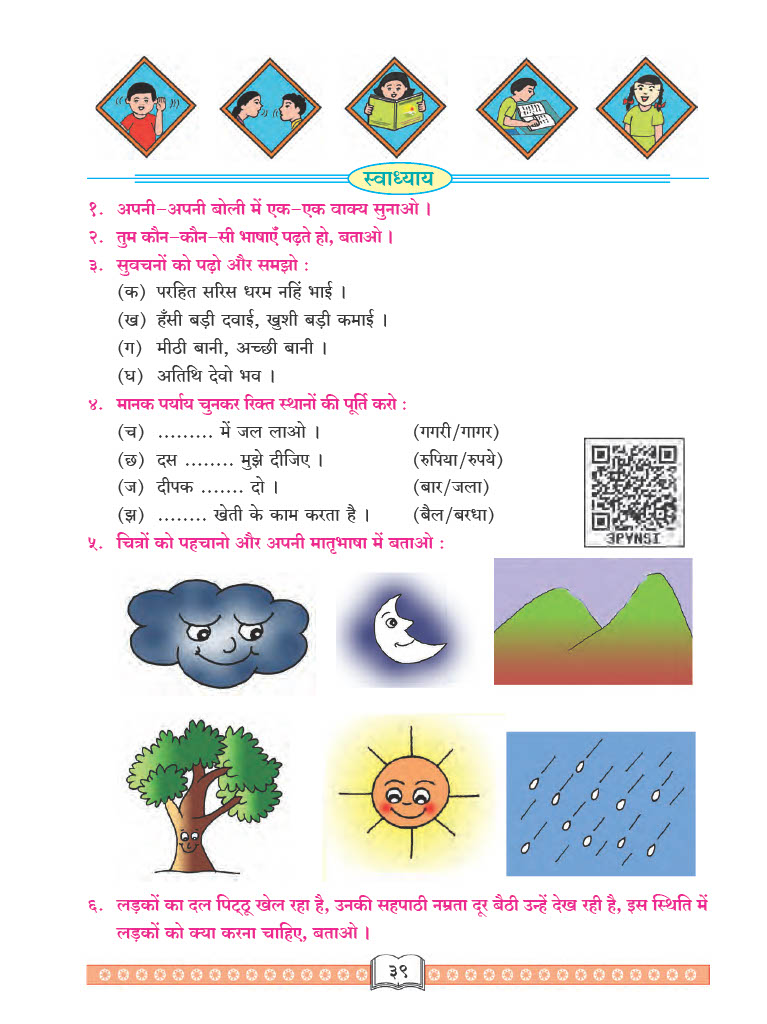 स्वाध्याय
१. अपनी-अपनी बोली में एक-एक वाक्य सुनाओ ।
२. तुम कौन-कौन-सी भाषाएँ पढ़ते हो, बताओ ।
३. सुवचनों को पढ़ो और समझो :
(क) परहित सरिस धरम नहिं भाई ।
(ख) हँसी बड़ी दवाई, खुशी बड़ी कमाई ।
(ग) मीठी बानी, अच्छी बानी ।
(घ) अतिथि देवो भव ।
४. मानक पर्याय चुनकर रिक्त स्थानों की पूर्ति करो :
(च) ......... में जल लाओ । (गगरी/गागर)
(छ) दस ........ मुझे दीजिए । (रुपिया/रुपये)
(ज) दीपक ....... दो । (बार/जला)
(झ) ........ खेती के काम करता है । (बैल/बरधा)
3PYNSI
५. चित्रों को पहचानो और अपनी मातृभाषा में बताओ :
६. लड़कों का दल पिट्ठू खेल रहा है, उनकी सहपाठी नम्रता दूर बैठी उन्हें देख रही है, इस स्थिति में
लड़कों को क्या करना चाहिए, बताओ ।
३९